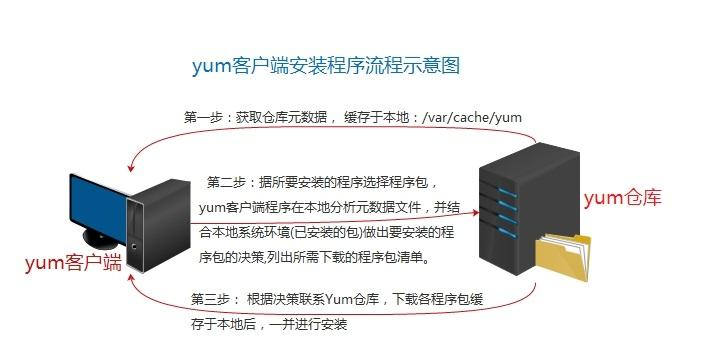 yum客户端安装程序流程示意图
第一步：获取仓库元数据， 缓存于本地：/var/cache/yum
第二步：据所要安装的程序选择程序包，
yum客户端程序在本地分析元数据文件，并结
合本地系统环境(已安装的包)做出要安装的程
序包的决策,列出所需下载的程序包清单。
yum仓库
yum客户端
第三步： 根据决策联系Yum仓库，下载各程序包缓
存于本地后，一并进行安装